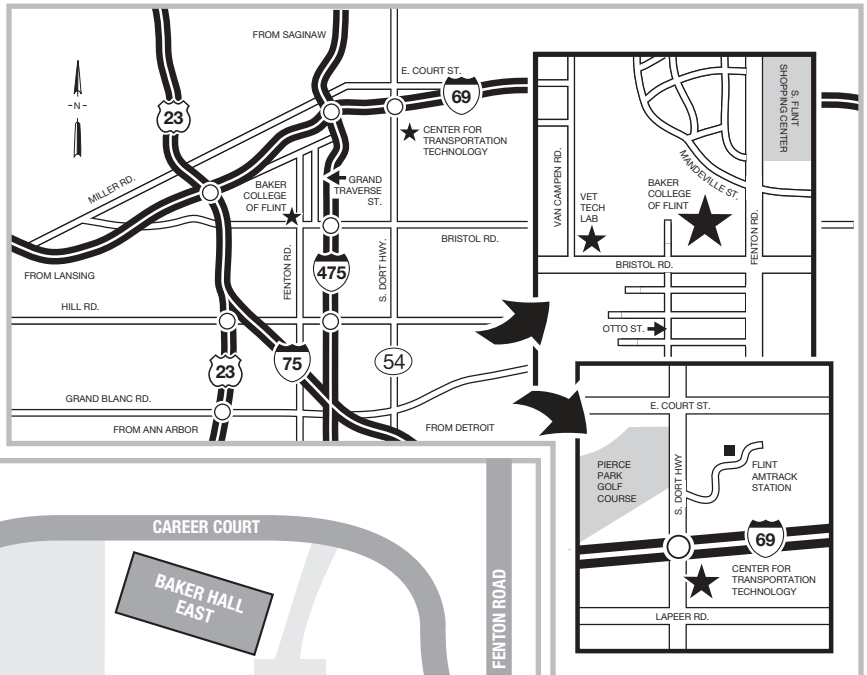 FROM SAGINAW
E. COURT ST.
69
23
-N-
CENTER FOR
TRANSPORTATION
TECHNOLOGY
MILLER RD.
BAKER
COLLEGE
OF FLINT
GRAND
TRAVERSE
ST.
BRISTOL RD.
FROM LANSING
FENTON RD.
475
S. DORT HWY.
HILL RD.
23
75
54
GRAND BLANC RD.
FROM ANN ARBOR
FROM DETROIT
S. FLINT
SHOPPING CENTER
VAN CAMPEN RD.
MANDEVILLE ST.
VET
TECH
LAB
BAKER
COLLEGE
OF FLINT
FENTON RD.
BRISTOL RD.
OTTO ST.
E. COURT ST.
PIERCE
PARK
GOLF
COURSE
S. DORT HWY
FLINT
AMTRACK
STATION
69
CENTER FOR
TRANSPORTATION
TECHNOLOGY
LAPEER RD.
CAREER COURT
BAKER HALL
EAST
FENTON ROAD